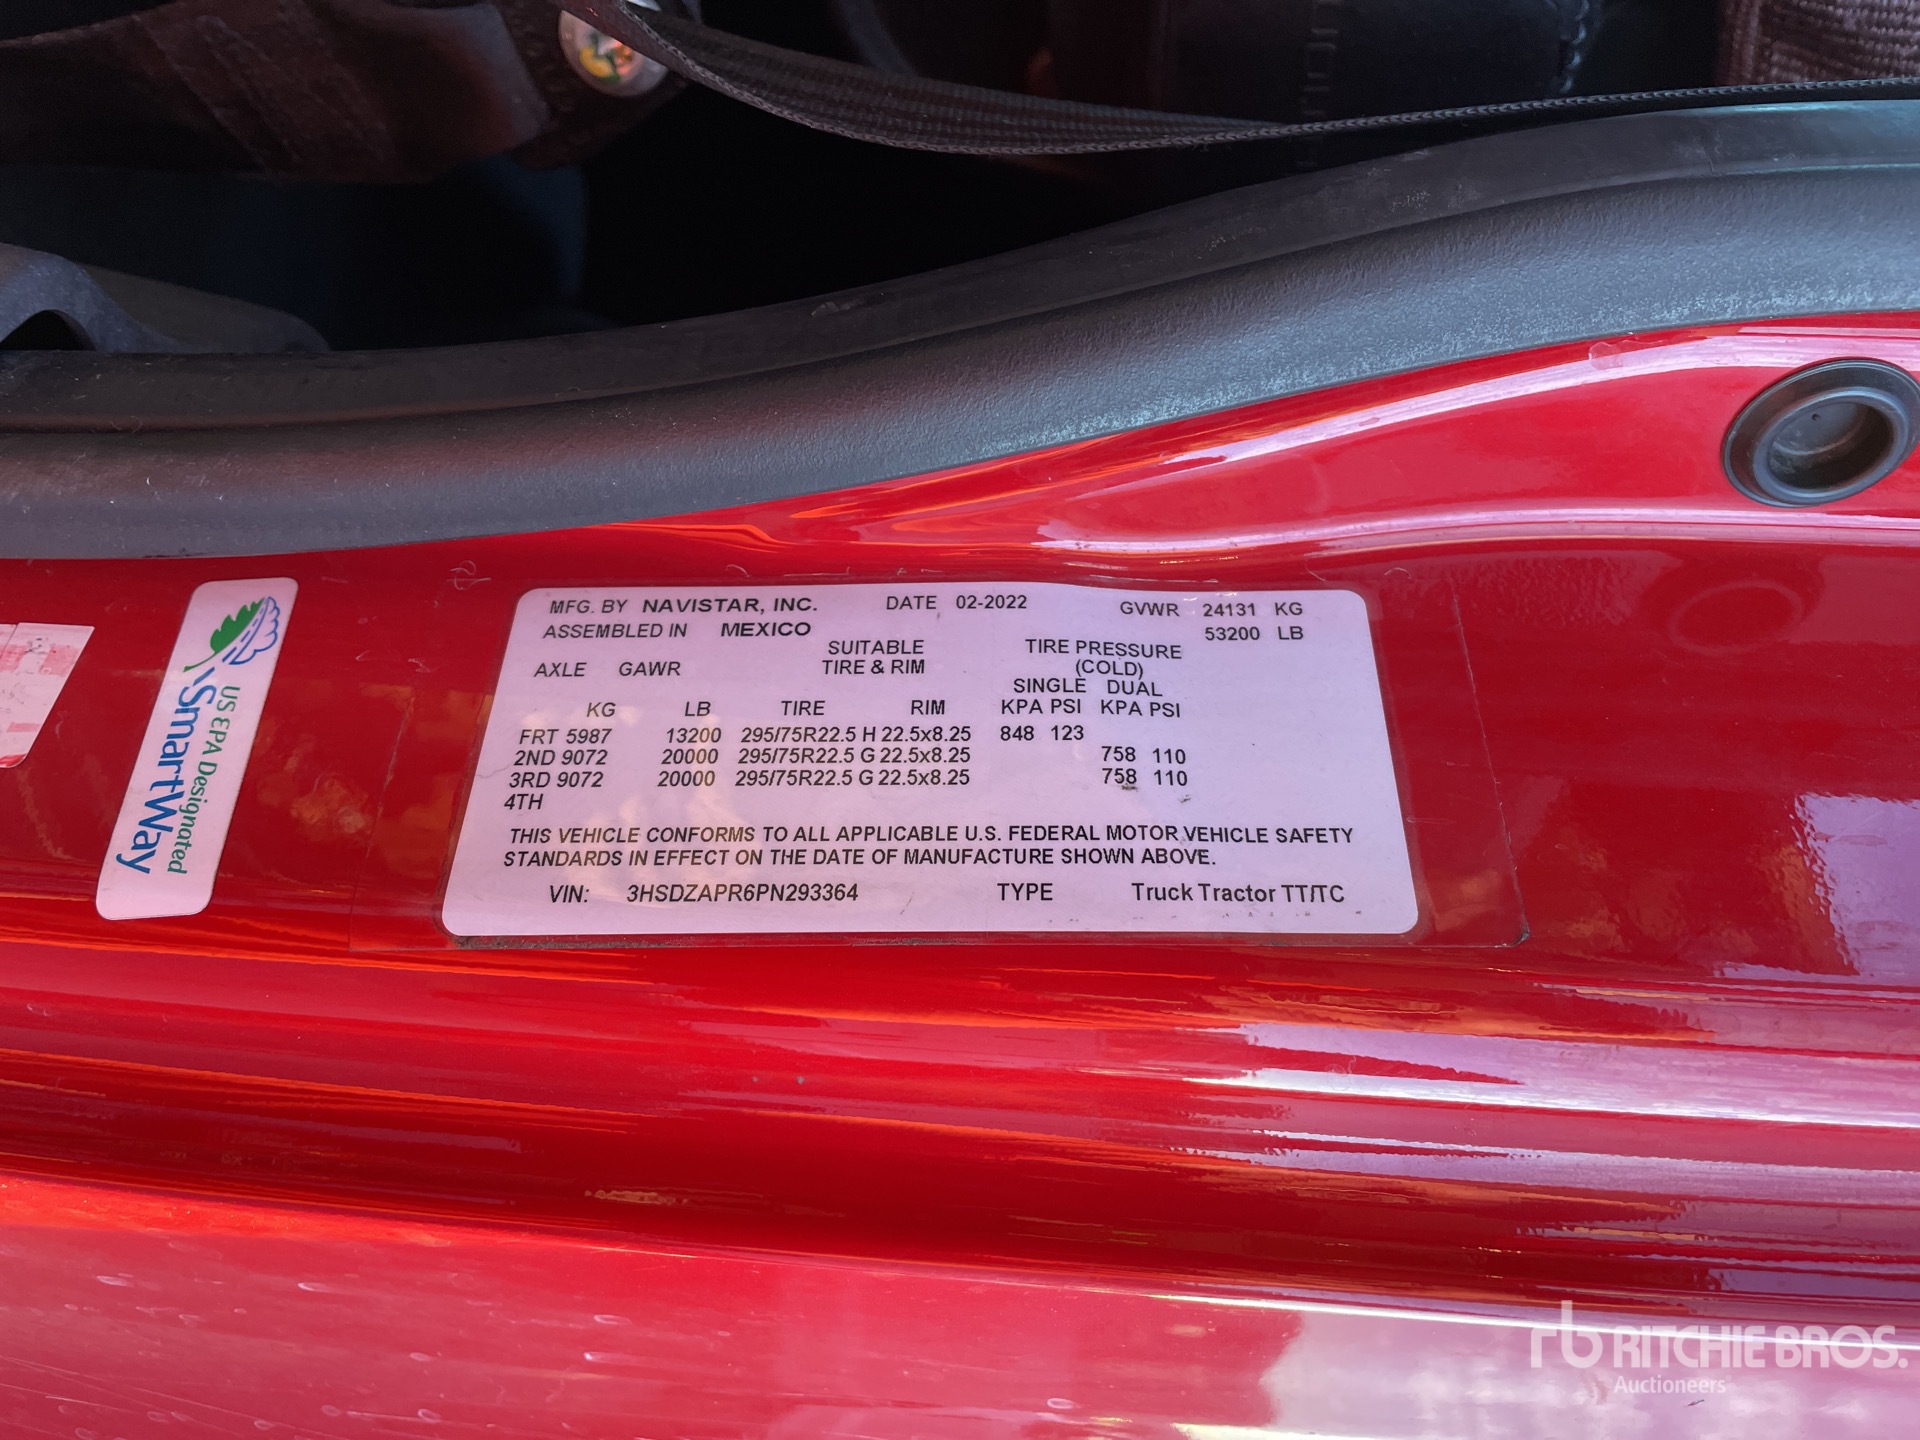 MFG. BY NAVISTAR, INC. DATE 02-2022 GVWR 24131 KG
ASSEMBLED IN MEXICO 53200 LB
SUITABLE TIRE PRESSURE
AXLE GAWR TIRE & RIM (COLD)
SINGLE DUAL
KG LB TIRE RIM KPA PSI KPA PSI
FRT 5987 13200 295/75R22.5 H 22.5x8.25 848 123
2ND 9072 20000 295/75R22.5 G 22.5x8.25 758 110
3RD 9072 20000 295/75R22.5 G 22.5x8.25 758 110
4TH
THIS VEHICLE CONFORMS TO ALL APPLICABLE U.S. FEDERAL MOTOR VEHICLE SAFETY
STANDARDS IN EFFECT ON THE DATE OF MANUFACTURE SHOWN ABOVE.
VIN: 3HSDZAPR6PN293364 TYPE Truck Tractor TT/TC
US EPA Designated
SmartWay
rb RITCHIE BROS.
Auctioneers